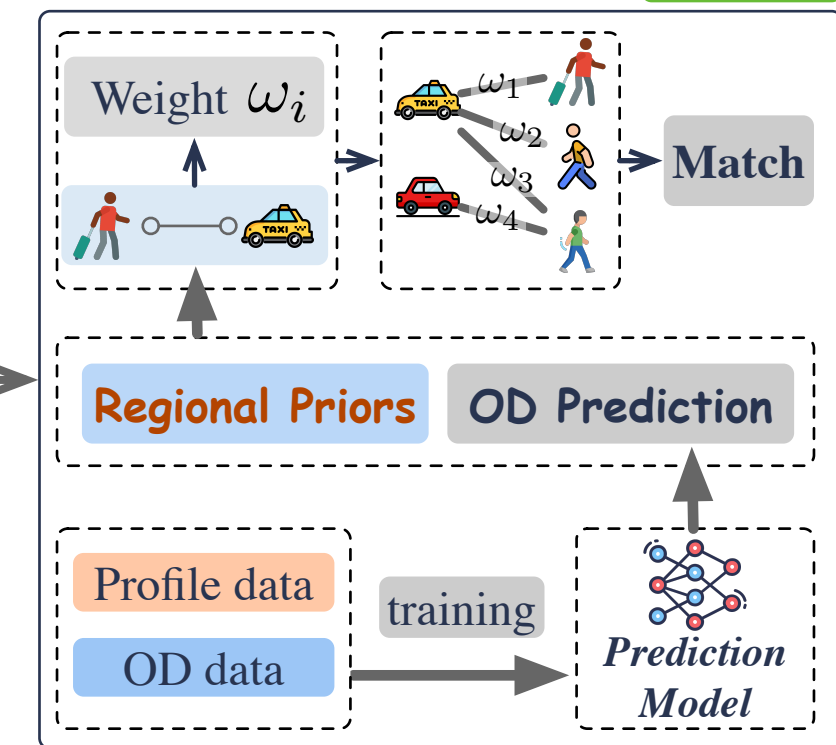 Weight ωi
TAXI
TAXI
ω1
ω2
ω3
ω4
Match
Regional Priors
OD Prediction
Profile data
OD data
training
Prediction
Model